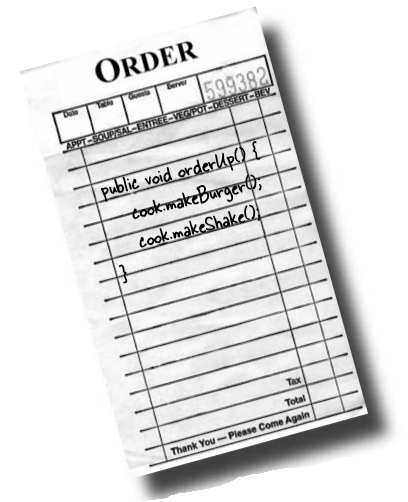 ORDER
Date Table Guests Server 599382
APPT-SOUP/SAL-ENTREE-VEG/POT-DESSERT-BEV
public void orderUp() {
cook.makeBurger();
cook.makeShake();
}
Tax
Total
Thank You — Please Come Again